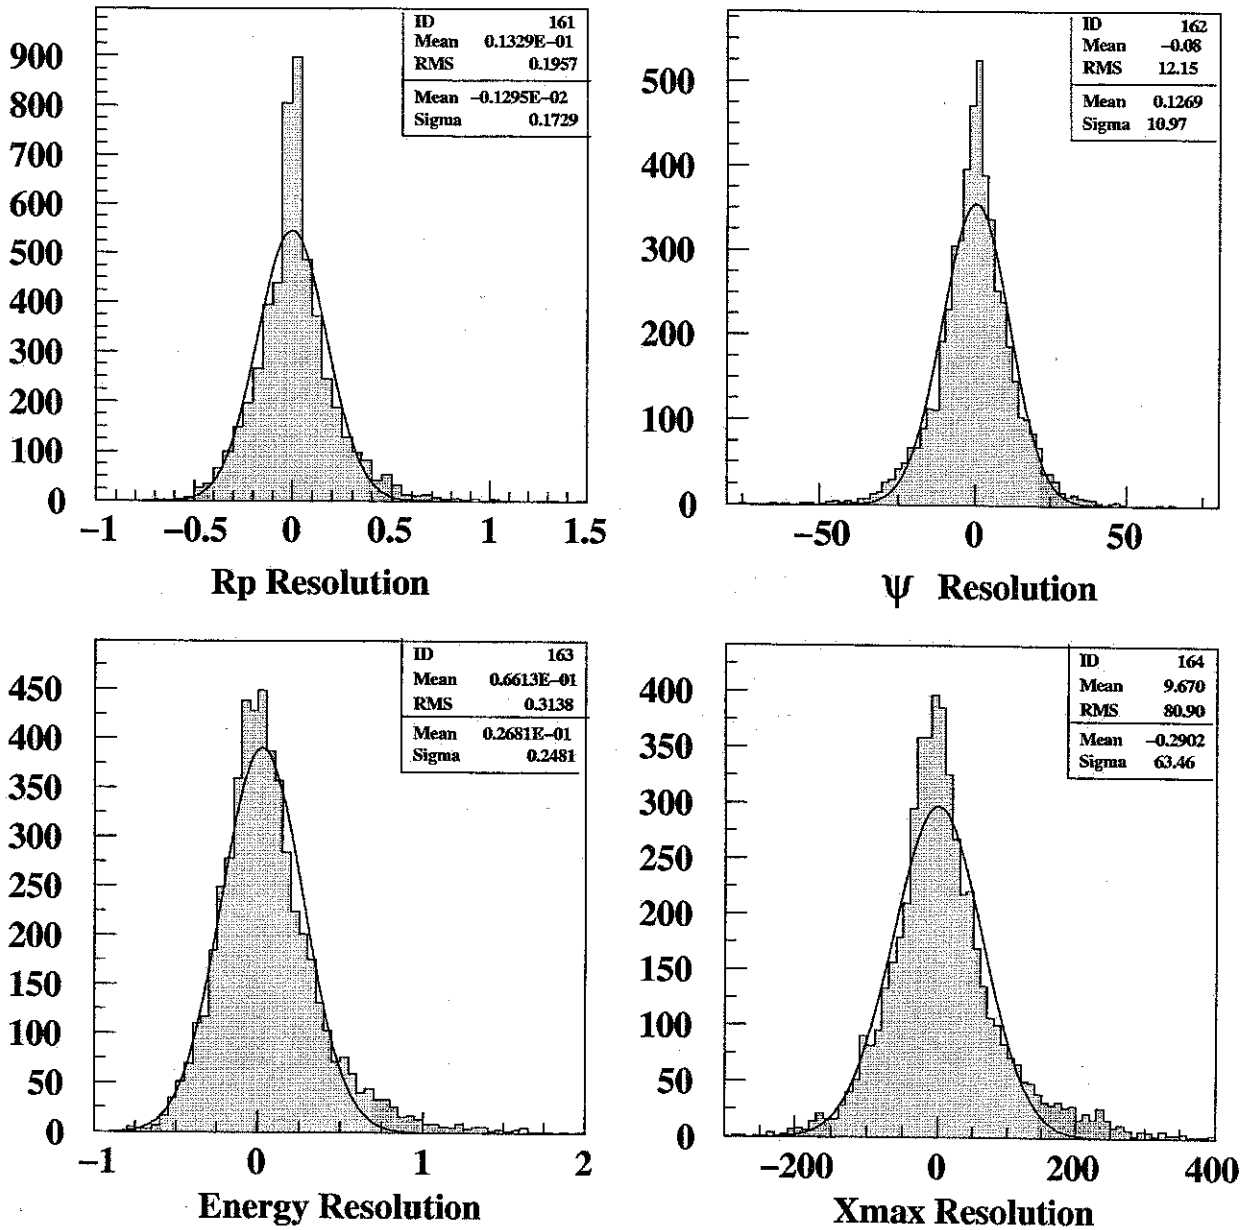 ID 161
Mean 0.1329E-01
RMS 0.1957
Mean -0.1295E-02
Sigma 0.1729
900
800
700
600
500
400
300
200
100
0
-1 -0.5 0 0.5 1 1.5
Rp Resolution
ID 162
Mean -0.08
RMS 12.15
Mean 0.1269
Sigma 10.97
500
400
300
200
100
0
-50 0 50
Ψ Resolution
ID 163
Mean 0.6613E-01
RMS 0.3138
Mean 0.2681E-01
Sigma 0.2481
450
400
350
300
250
200
150
100
50
0
-1 0 1 2
Energy Resolution
ID 164
Mean 9.670
RMS 80.90
Mean -0.2902
Sigma 63.46
400
350
300
250
200
150
100
50
0
-200 0 200 400
Xmax Resolution